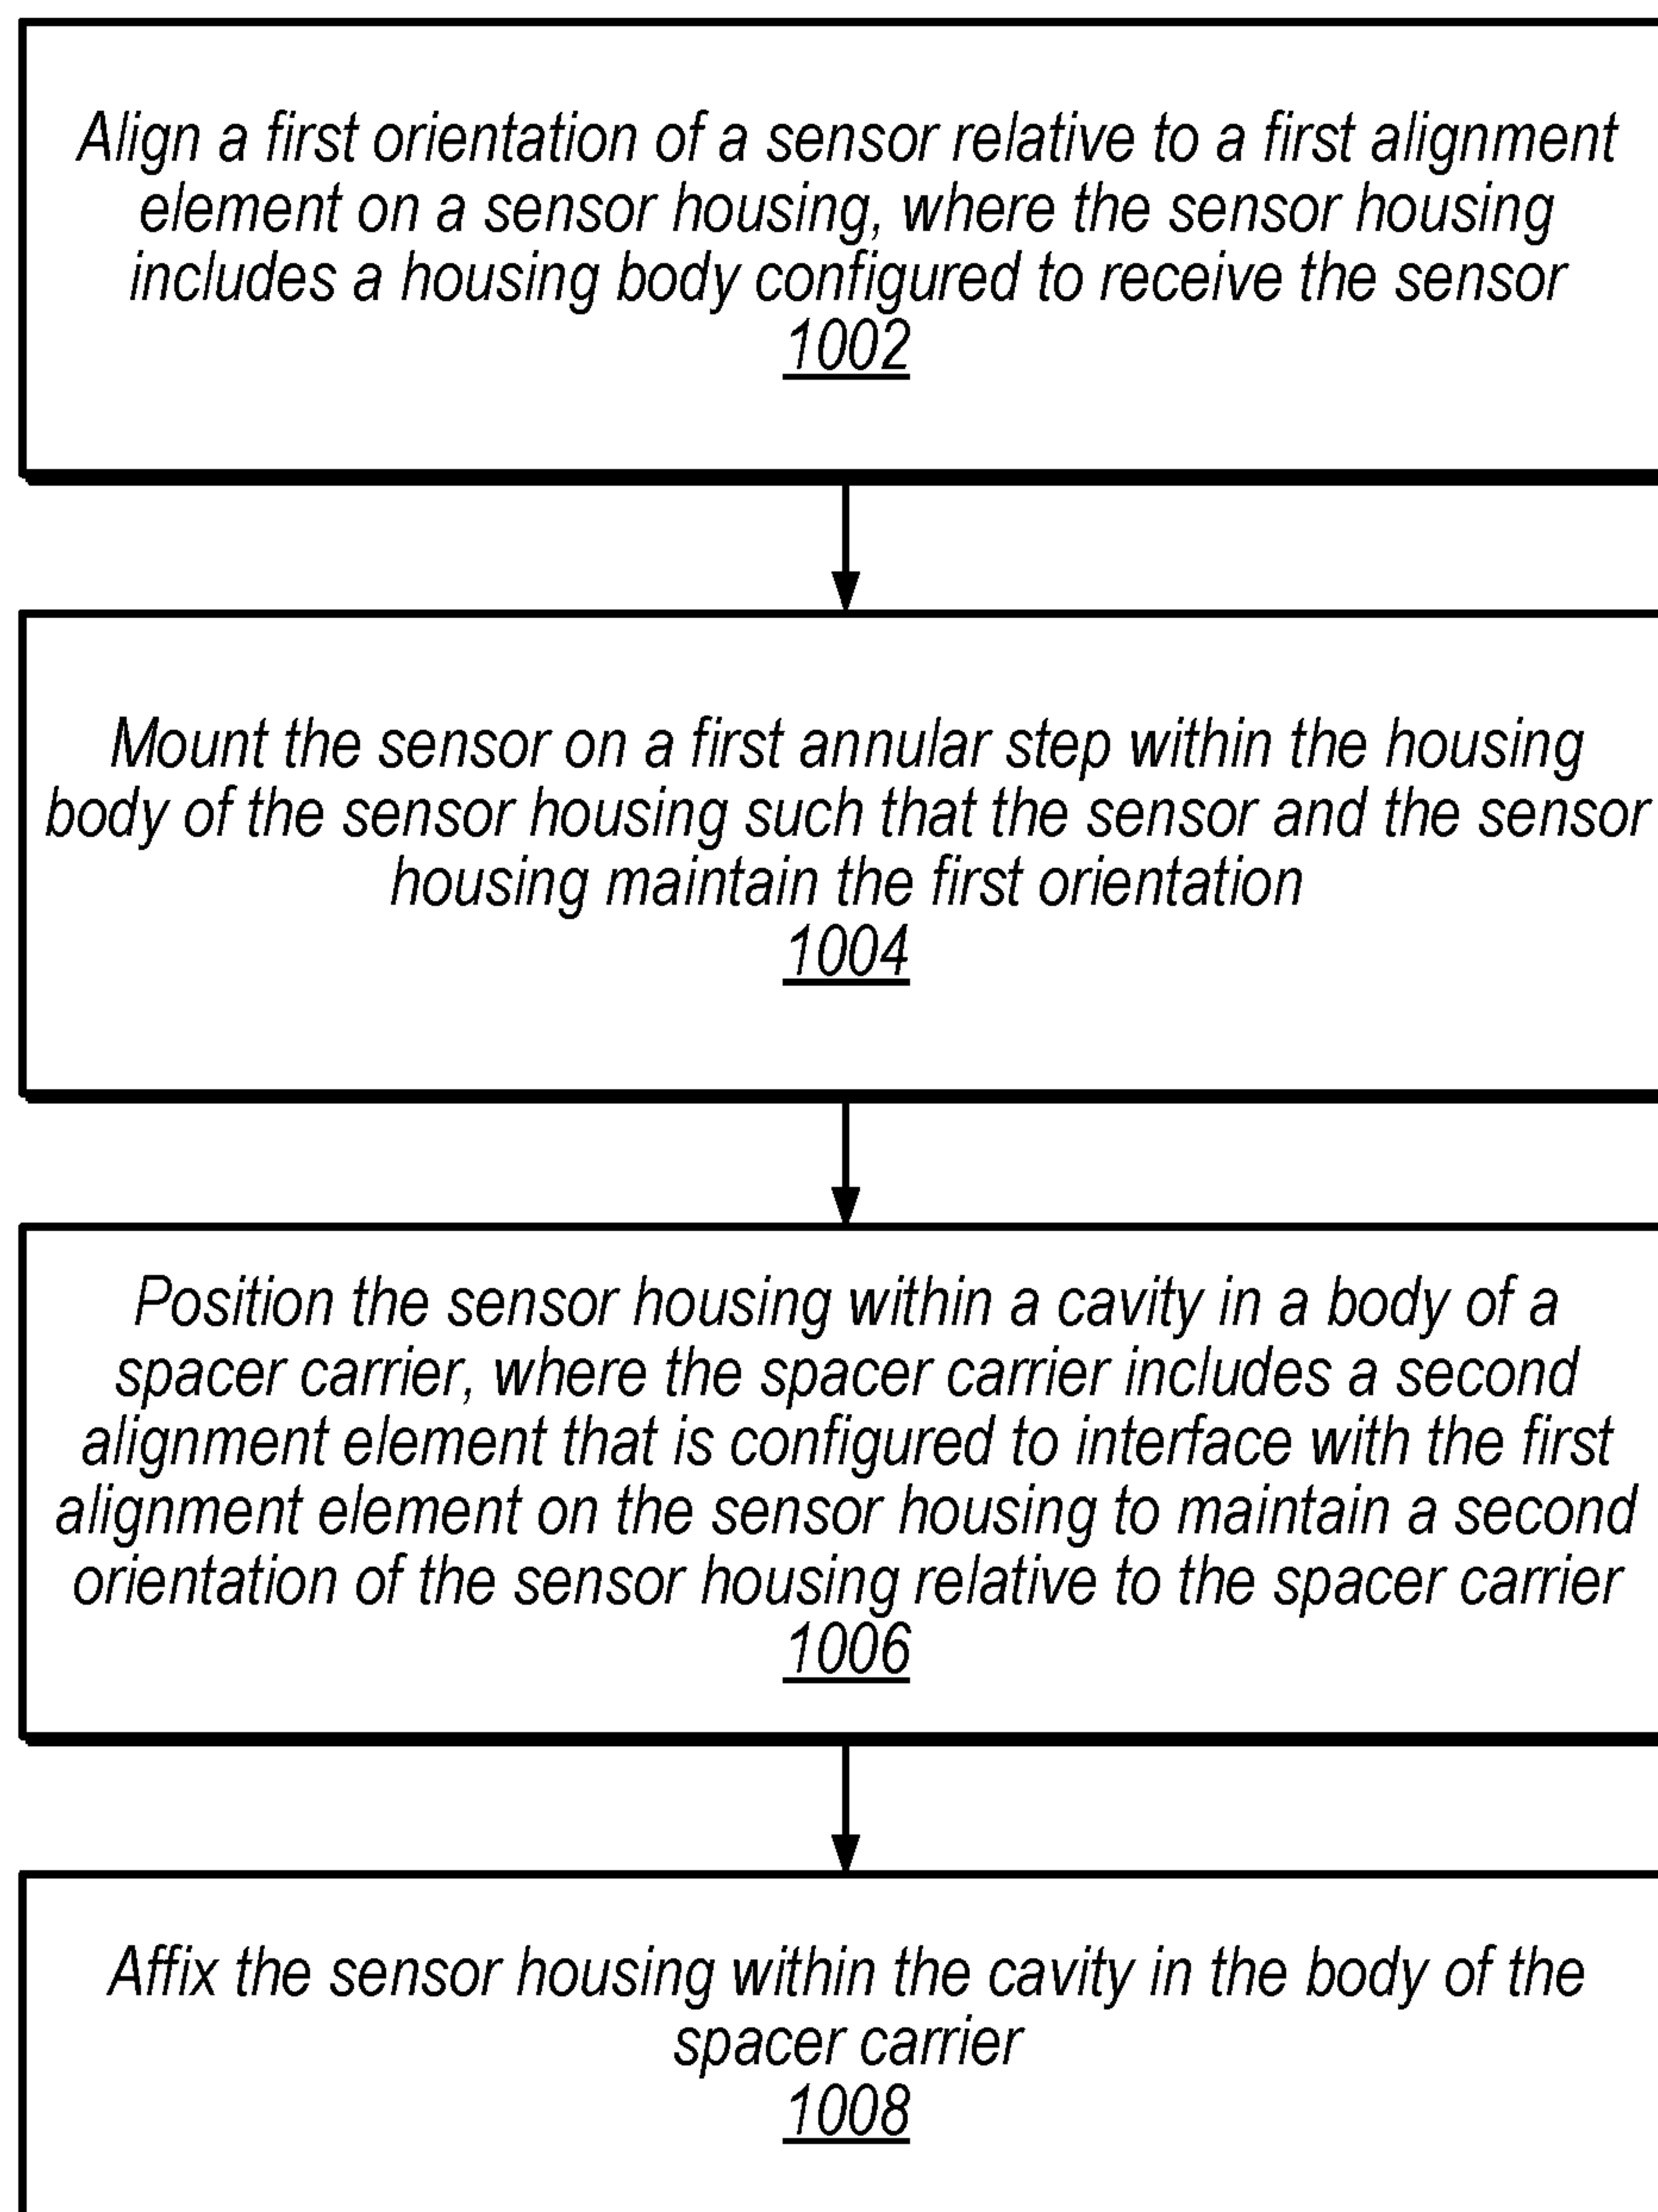 Align a first orientation of a sensor relative to a first alignment
element on a sensor housing, where the sensor housing
includes a housing body configured to receive the sensor
1002
Mount the sensor on a first annular step within the housing
body of the sensor housing such that the sensor and the sensor
housing maintain the first orientation
1004
Position the sensor housing within a cavity in a body of a
spacer carrier, where the spacer carrier includes a second
alignment element that is configured to interface with the first
alignment element on the sensor housing to maintain a second
orientation of the sensor housing relative to the spacer carrier
1006
Affix the sensor housing within the cavity in the body of the
spacer carrier
1008